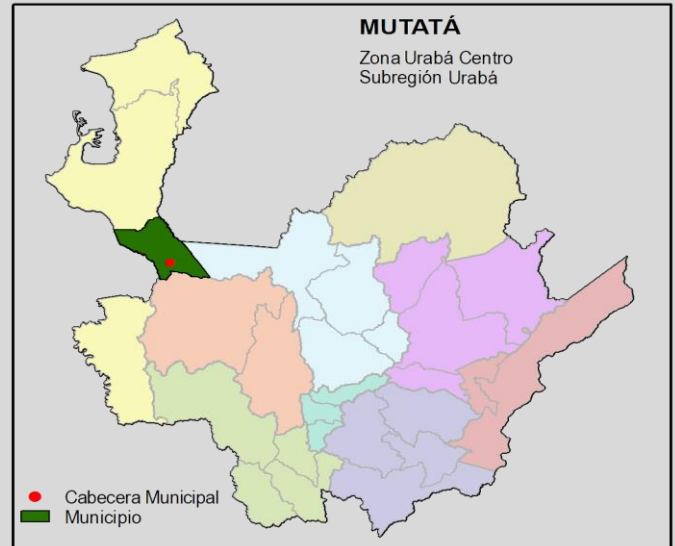 MUTATÁ
Zona Urabá Centro
Subregión Urabá
Cabecera Municipal
Municipio